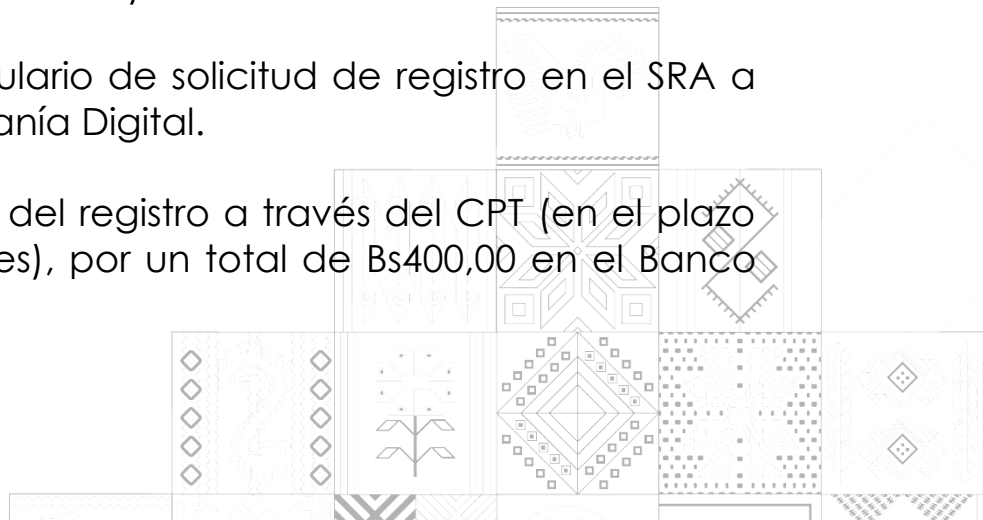 ulario de solicitud de registro en el SRA a
anía Digital.
del registro a través del CPT (en el plazo
es), por un total de Bs400,00 en el Banco